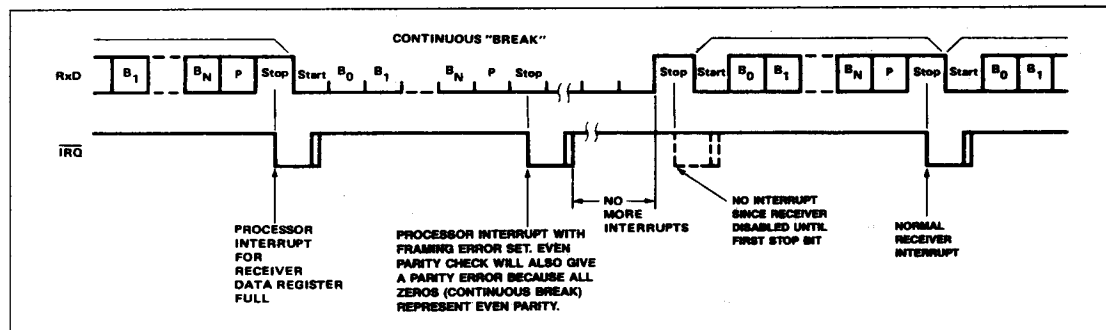 CONTINUOUS "BREAK"
RxD B1 BN P Stop Start B0 B1 BN P Stop Stop Start B0 B1 BN P Stop Start B0 B1
IRQ
PROCESSOR
INTERRUPT
FOR
RECEIVER
DATA REGISTER
FULL
PROCESSOR INTERRUPT WITH
FRAMING ERROR SET. EVEN
PARITY CHECK WILL ALSO GIVE
A PARITY ERROR BECAUSE ALL
ZEROS (CONTINUOUS BREAK)
REPRESENT EVEN PARITY.
NO
MORE
INTERRUPTS
NO INTERRUPT
SINCE RECEIVER
DISABLED UNTIL
FIRST STOP BIT
NORMAL
RECEIVER
INTERRUPT